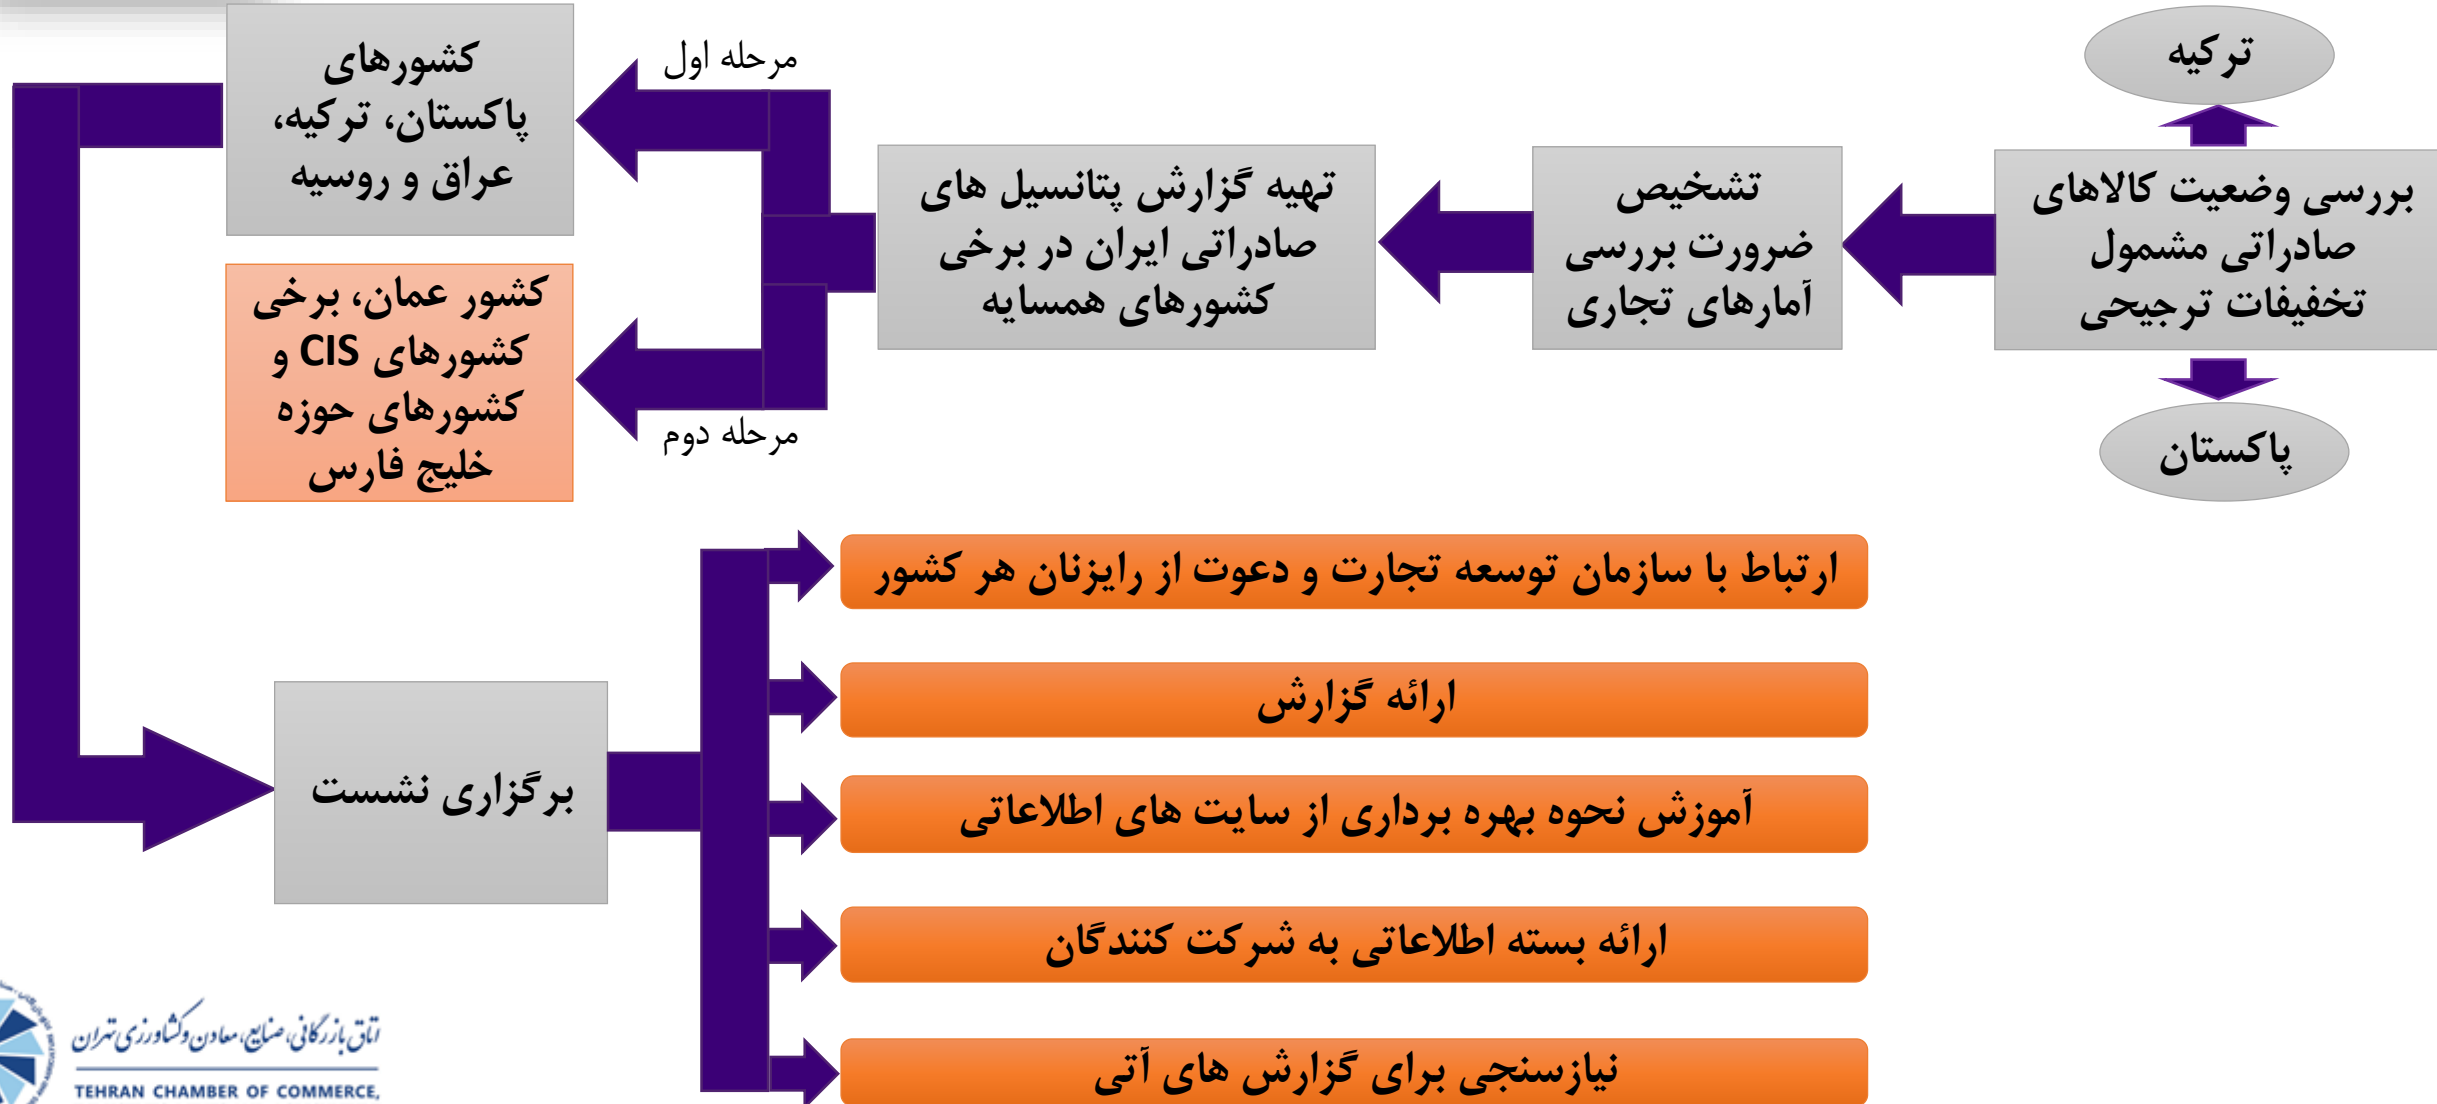 ترکیه
بررسی وضعیت کالاهای
صادراتی مشمول
تخفیفات ترجیحی
پاکستان
تشخیص
ضرورت بررسی
آمارهای تجاری
تهیه گزارش پتانسیل های
صادراتی ایران در برخی
کشورهای همسایه
مرحله اول
کشورهای
پاکستان، ترکیه،
عراق و روسیه
مرحله دوم
کشور عمان، برخی
کشورهای CIS و
کشورهای حوزه
خلیج فارس
برگزاری نشست
ارتباط با سازمان توسعه تجارت و دعوت از رایزنان هر کشور
ارائه گزارش
آموزش نحوه بهره برداری از سایت های اطلاعاتی
ارائه بسته اطلاعاتی به شرکت کنندگان
نیازسنجی برای گزارش های آتی
اتاق بازرگانی، صنایع، معادن و کشاورزی تهران
TEHRAN CHAMBER OF COMMERCE,